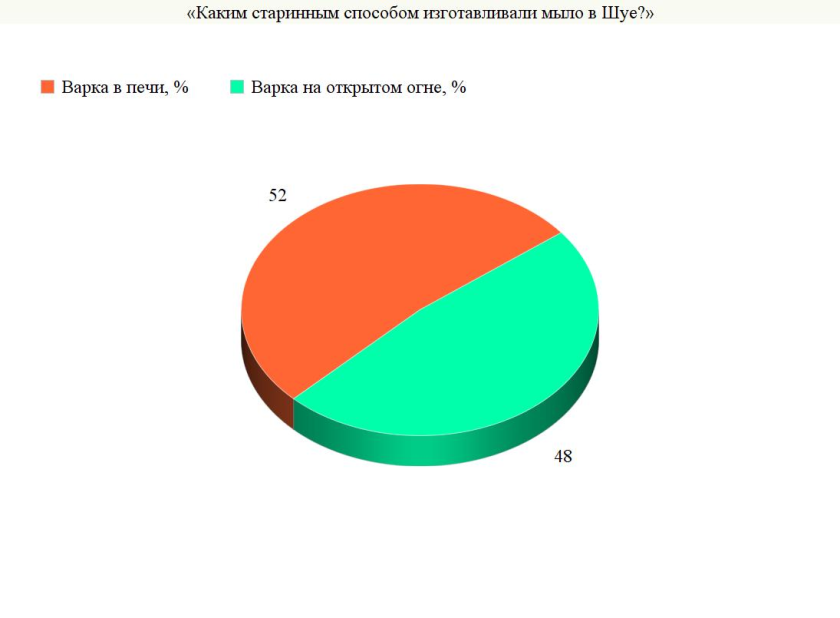 «Каким старинным способом изготавливали мыло в Шуе?»
Варка в печи, % Варка на открытом огне, %
52
48